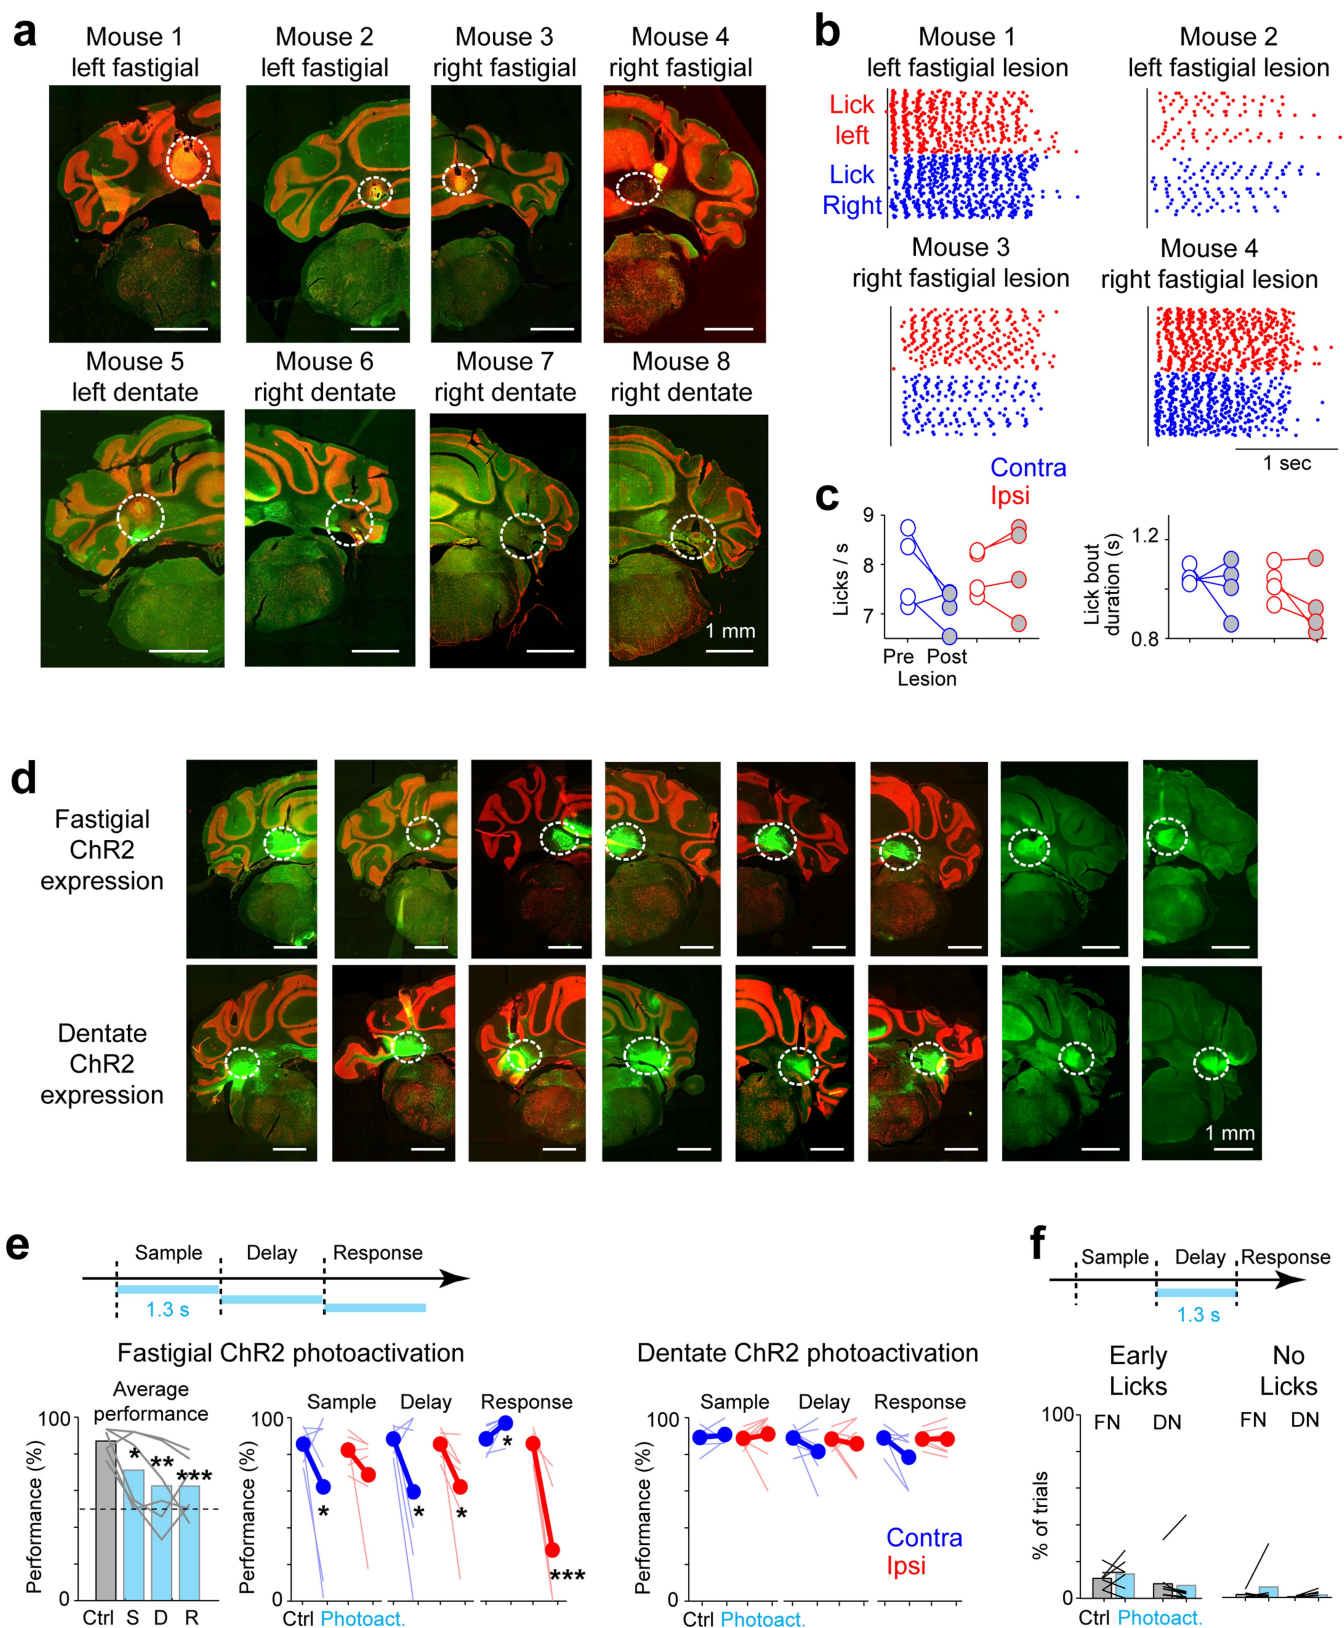 a
Mouse 1
left fastigial
Mouse 2
left fastigial
Mouse 3
right fastigial
Mouse 4
right fastigial
Mouse 5
left dentate
Mouse 6
right dentate
Mouse 7
right dentate
Mouse 8
right dentate
1 mm
b
Mouse 1
left fastigial lesion
Mouse 2
left fastigial lesion
Lick
left
Lick
Right
Mouse 3
right fastigial lesion
Mouse 4
right fastigial lesion
1 sec
c
Contra
Ipsi
Licks / s
9
8
7
Pre Post
Lesion
Lick bout
duration (s)
1.2
0.8
d
Fastigial
ChR2
expression
Dentate
ChR2
expression
1 mm
e
Sample Delay Response
1.3 s
Fastigial ChR2 photoactivation
Average
performance
Performance (%)
100
0
* ** ***
Ctrl S D R
Sample Delay Response
Performance (%)
100
0
* * * * ***
Ctrl Photoact.
Dentate ChR2 photoactivation
Sample Delay Response
Performance (%)
100
0
Contra
Ipsi
Ctrl Photoact.
f
Sample Delay Response
1.3 s
Early
Licks
No
Licks
FN DN FN DN
% of trials
100
0
Ctrl Photoact.